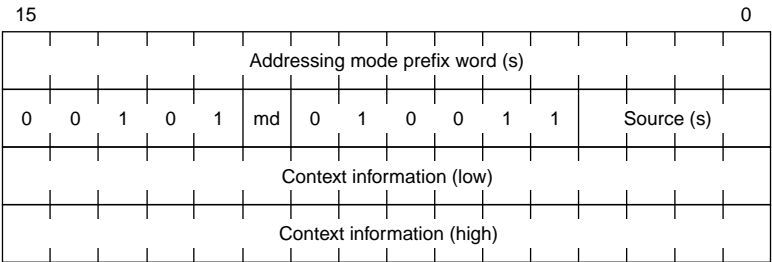 15 0
Addressing mode prefix word (s)
0 0 1 0 1 md 0 1 0 0 1 1 Source (s)
Context information (low)
Context information (high)